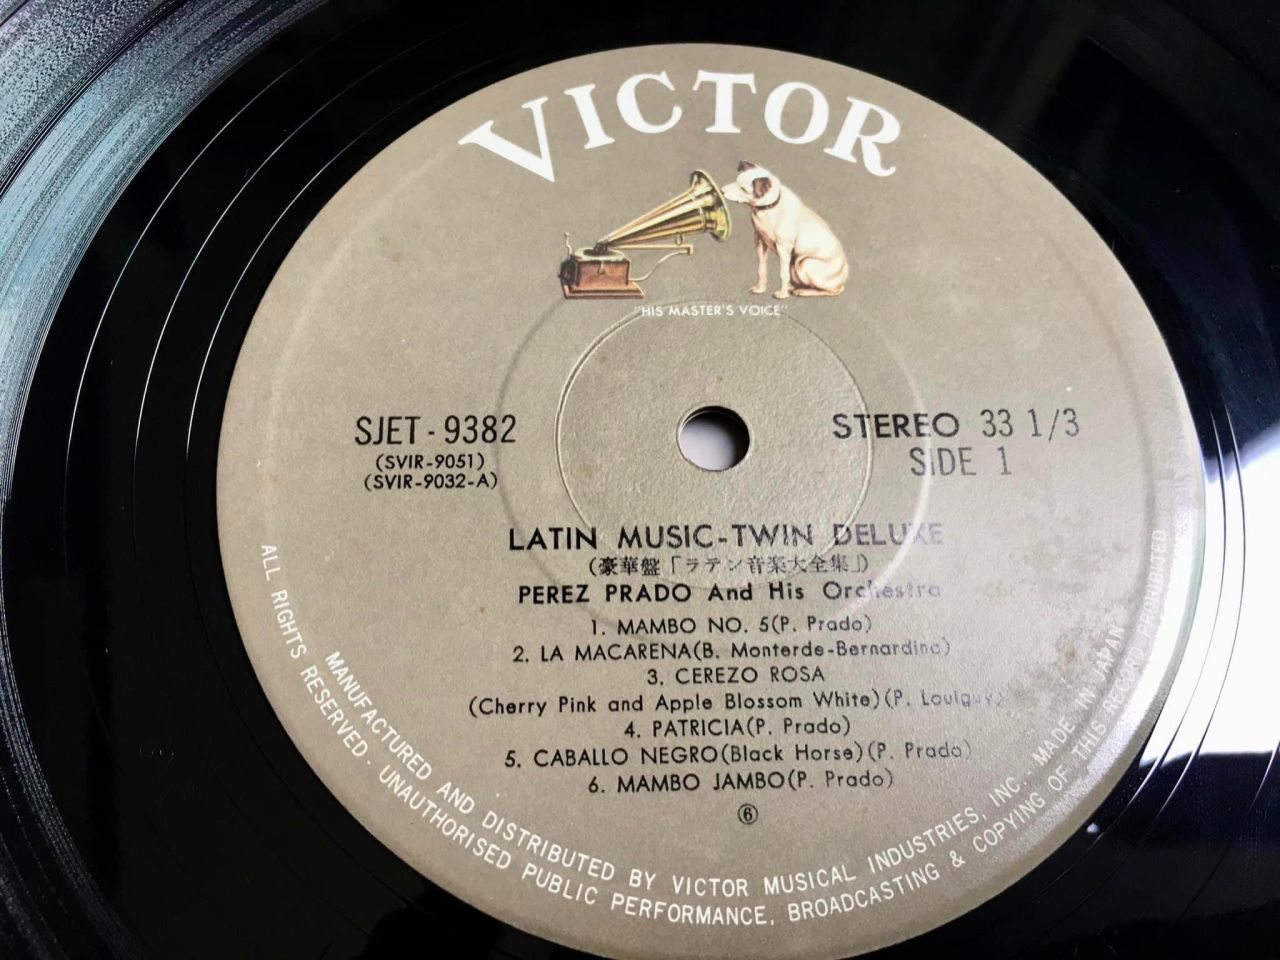 VICTOR
"HIS MASTER'S VOICE"
SJET-9382
(SVIR-9051)
(SVIR-9032-A)
STEREO 33 1/3
SIDE 1
LATIN MUSIC-TWIN DELUXE
(豪華盤「ラテン音楽大全集」)
PEREZ PRADO And His Orchestra
1. MAMBO NO. 5(P. Prado)
2. LA MACARENA(B. Monterde-Bernardino)
3. CEREZO ROSA
(Cherry Pink and Apple Blossom White)(P. Louiguy)
4. PATRICIA(P. Prado)
5. CABALLO NEGRO(Black Horse)(P. Prado)
6. MAMBO JAMBO(P. Prado)
⑥
MANUFACTURED AND DISTRIBUTED BY VICTOR MUSICAL INDUSTRIES, INC. · MADE IN JAPAN
ALL RIGHTS RESERVED · UNAUTHORISED PUBLIC PERFORMANCE, BROADCASTING & COPYING OF THIS RECORD PROHIBITED